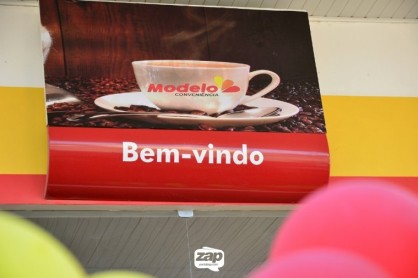 Modelo
CONVENIÊNCIA
Bem-vindo
zap